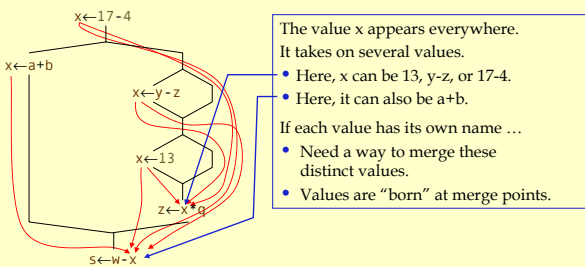 x←17-4
x←a+b
x←y-z
x←13
z←x*q
s←w-x
The value x appears everywhere.
It takes on several values.
• Here, x can be 13, y-z, or 17-4.
• Here, it can also be a+b.
If each value has its own name …
• Need a way to merge these
distinct values.
• Values are “born” at merge points.